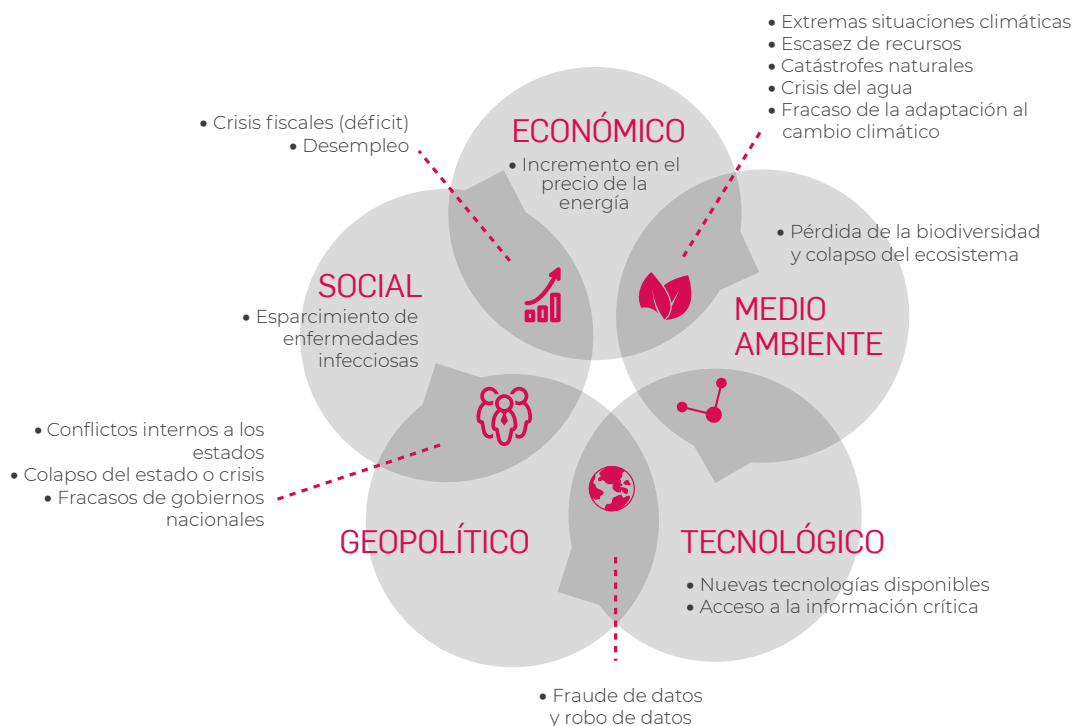 • Extremas situaciones climáticas
• Escasez de recursos
• Catástrofes naturales
• Crisis del agua
• Fracaso de la adaptación al
cambio climático
• Crisis fiscales (déficit)
• Desempleo
ECONÓMICO
• Incremento en el
precio de la
energía
• Pérdida de la biodiversidad
y colapso del ecosistema
SOCIAL
• Esparcimiento de
enfermedades
infecciosas
MEDIO
AMBIENTE
• Conflictos internos a los
estados
• Colapso del estado o crisis
• Fracasos de gobiernos
nacionales
GEOPOLÍTICO
TECNOLÓGICO
• Nuevas tecnologías disponibles
• Acceso a la información crítica
• Fraude de datos
y robo de datos